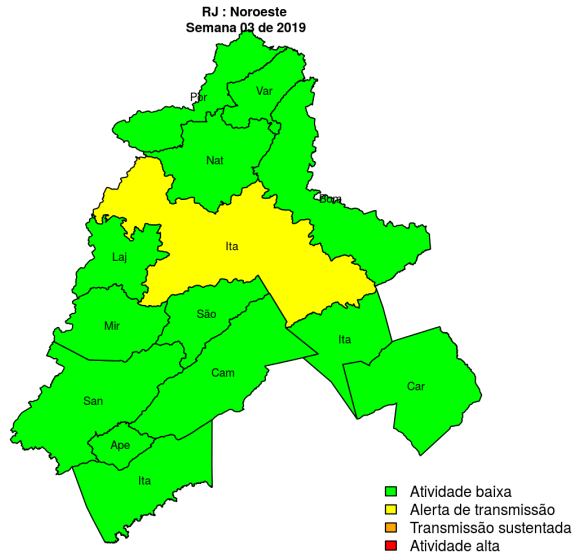 RJ : Noroeste
Semana 03 de 2019
Por
Var
Nat
Bom
Ita
Laj
São
Mir
Ita
Cam
Car
San
Ape
Ita
Atividade baixa
Alerta de transmissão
Transmissão sustentada
Atividade alta